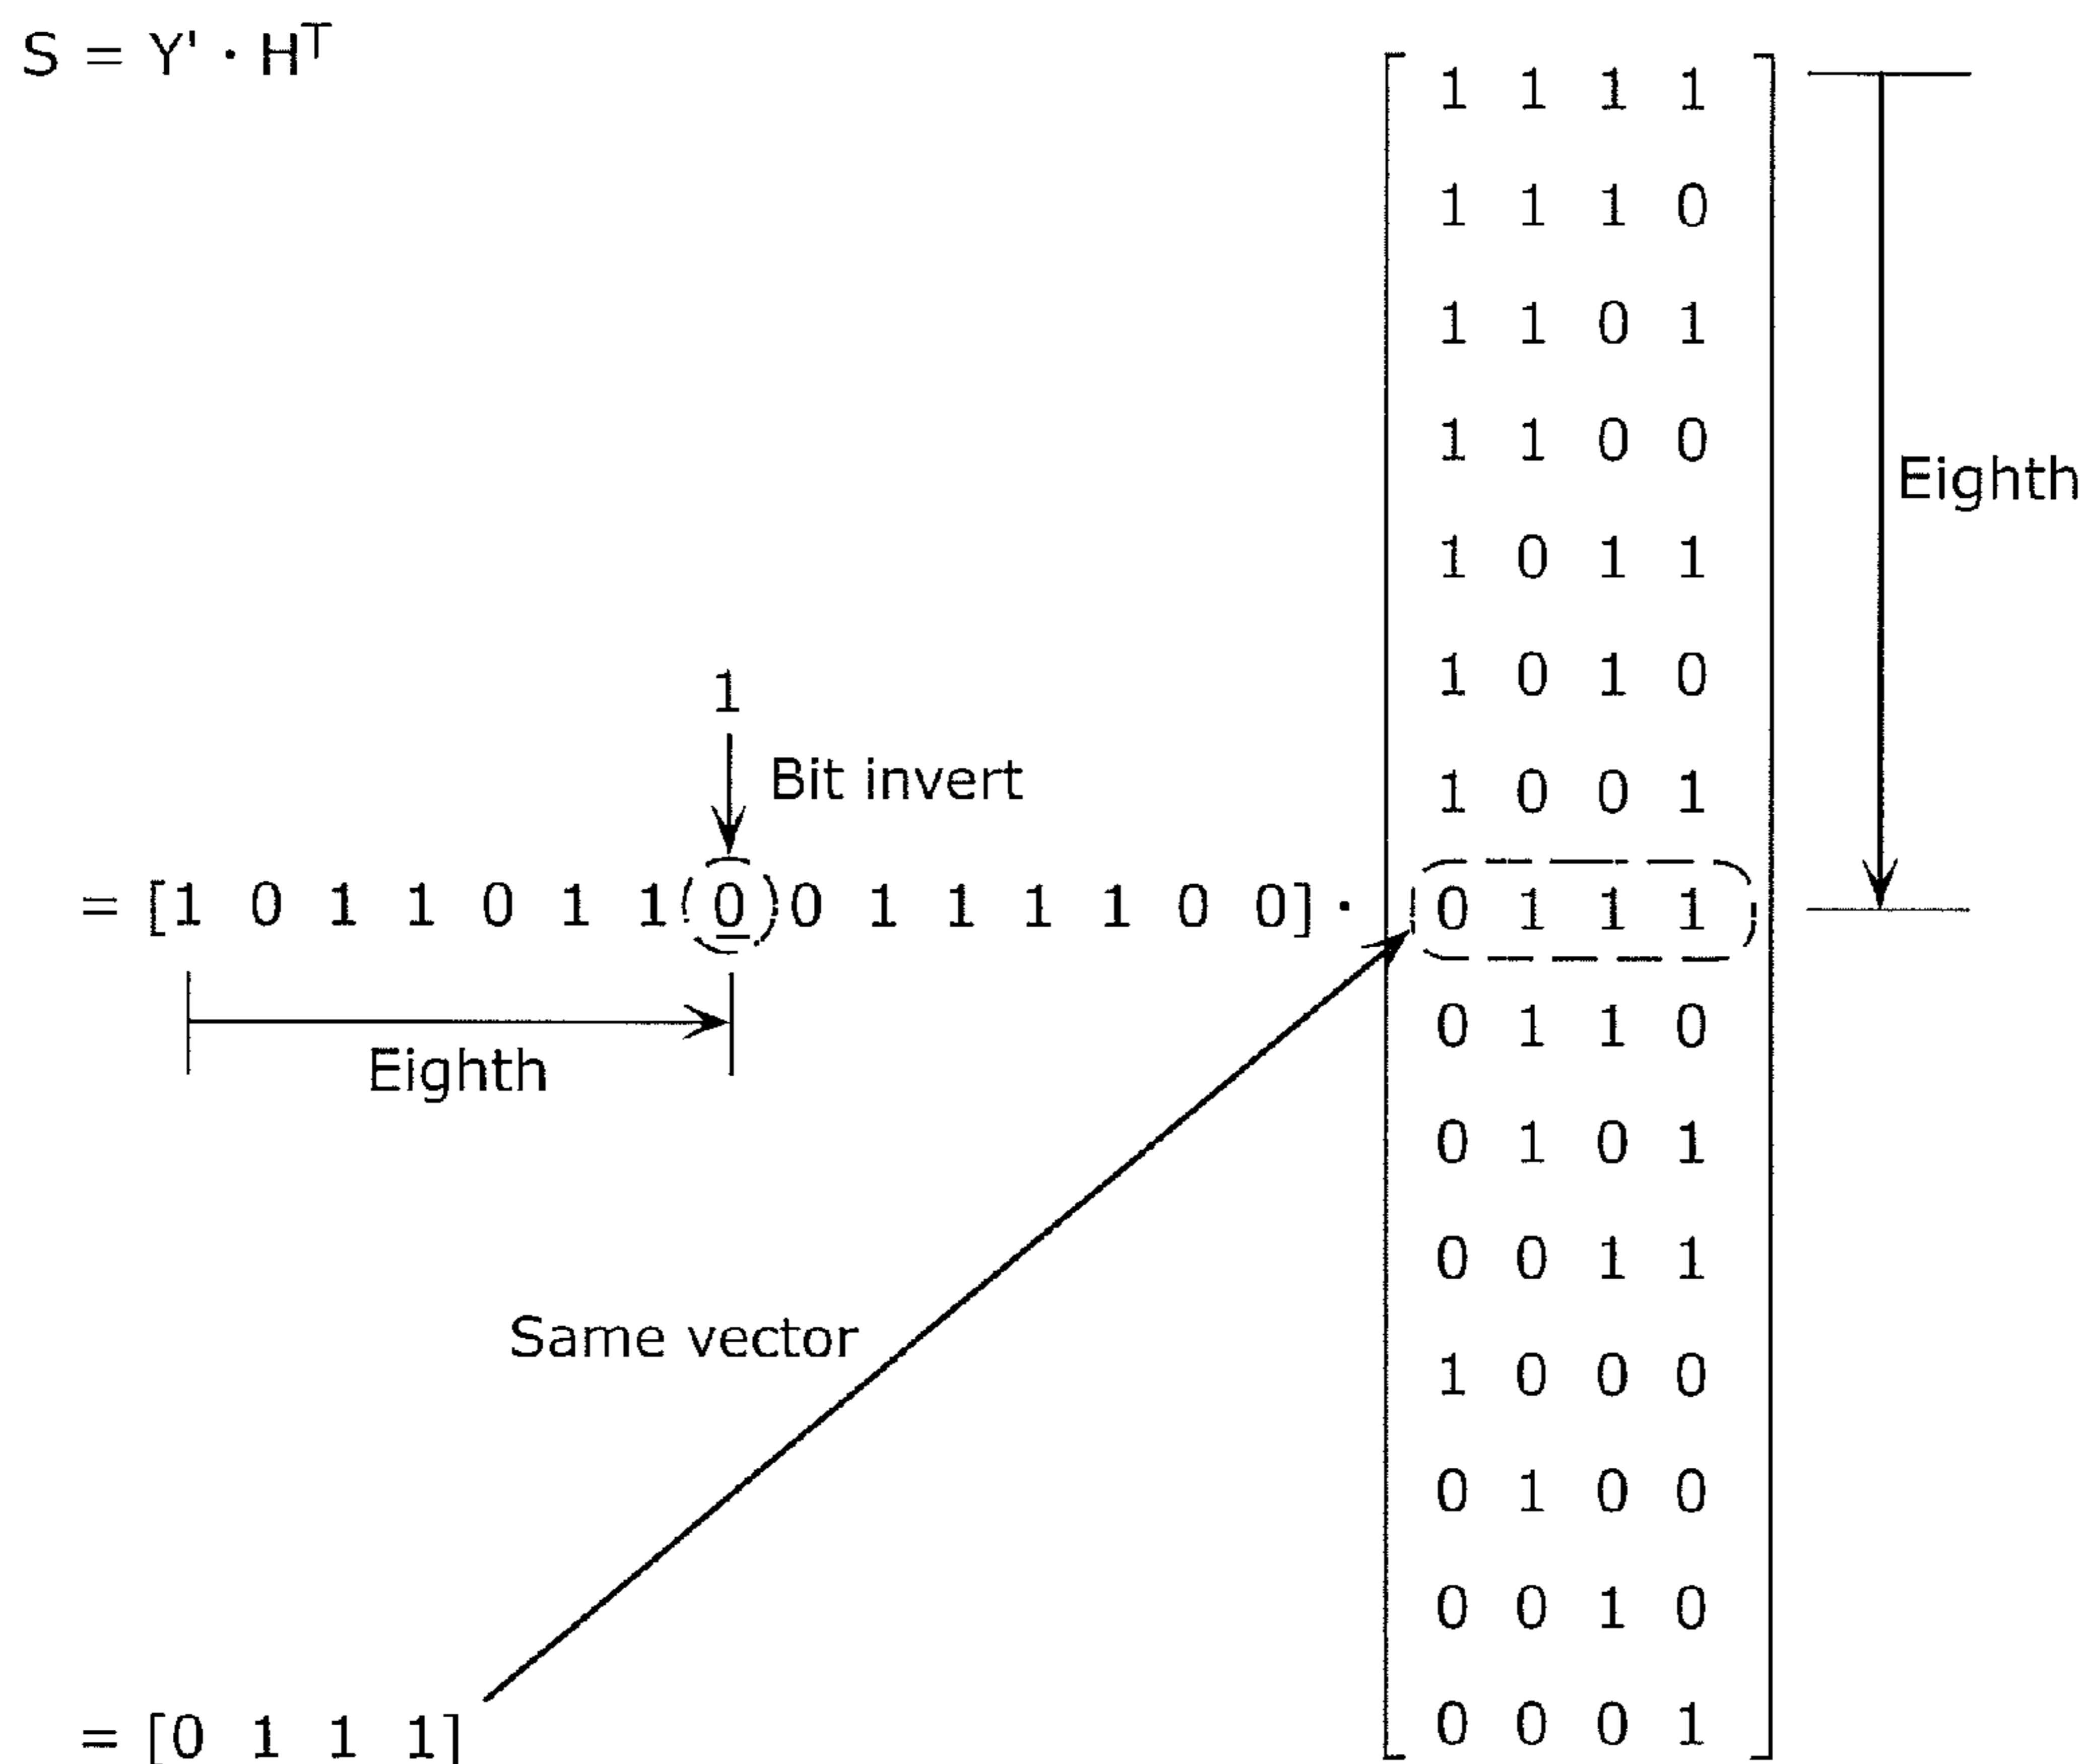 S = Y' · Hᵀ
1 1 1 1
1 1 1 0
1 1 0 1
1 1 0 0
Eighth
1 0 1 1
1 0 1 0
1
Bit invert
1 0 0 1
= [1 0 1 1 0 1 1 0 0 1 1 1 1 0 0] · 0 1 1 1
Eighth
0 1 1 0
0 1 0 1
0 0 1 1
Same vector
1 0 0 0
0 1 0 0
0 0 1 0
= [0 1 1 1]
0 0 0 1